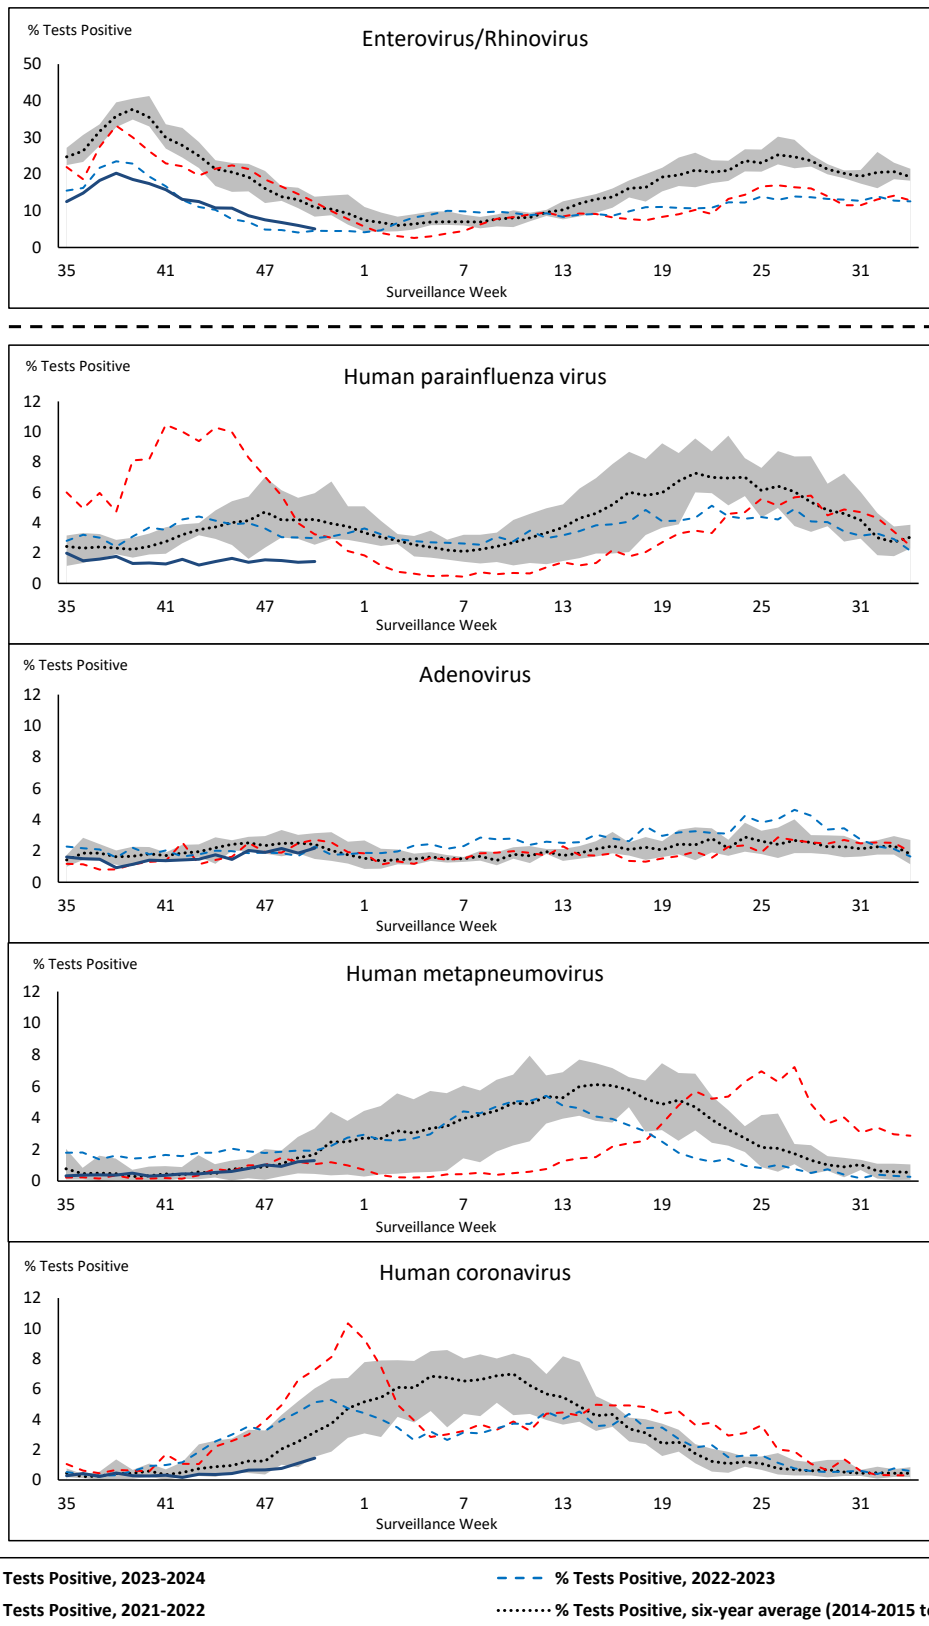 % Tests Positive
Enterovirus/Rhinovirus
50
40
30
20
10
0
35 41 47 1 7 13 19 25 31
Surveillance Week
% Tests Positive
Human parainfluenza virus
12
10
8
6
4
2
0
35 41 47 1 7 13 19 25 31
Surveillance Week
% Tests Positive
Adenovirus
12
10
8
6
4
2
0
35 41 47 1 7 13 19 25 31
Surveillance Week
% Tests Positive
Human metapneumovirus
12
10
8
6
4
2
0
35 41 47 1 7 13 19 25 31
Surveillance Week
% Tests Positive
Human coronavirus
12
10
8
6
4
2
0
35 41 47 1 7 13 19 25 31
Surveillance Week
Tests Positive, 2023-2024 % Tests Positive, 2022-2023
Tests Positive, 2021-2022 % Tests Positive, six-year average (2014-2015